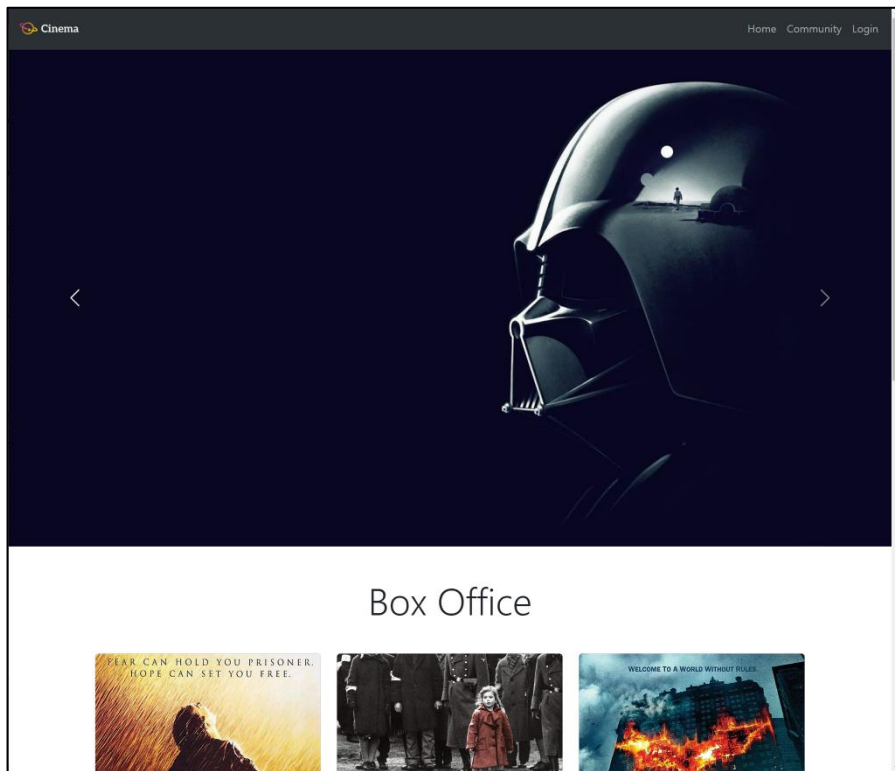 Cinema
Home Community Login
Box Office
FEAR CAN HOLD YOU PRISONER.
HOPE CAN SET YOU FREE.
WELCOME TO A WORLD WITHOUT RULES.